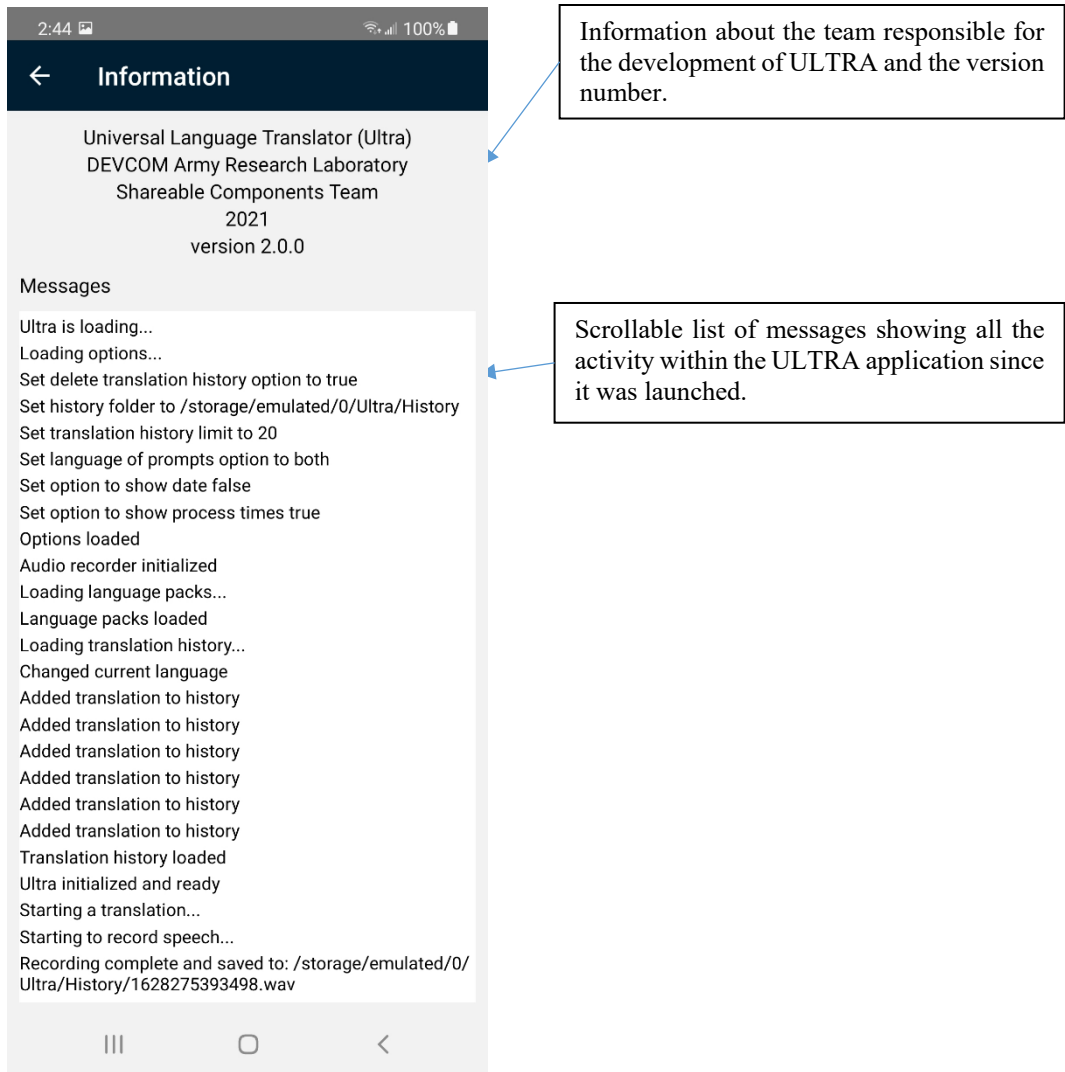 2:44
100%
Information
Universal Language Translator (Ultra)
DEVCOM Army Research Laboratory
Shareable Components Team
2021
version 2.0.0
Messages
Ultra is loading...
Loading options...
Set delete translation history option to true
Set history folder to /storage/emulated/0/Ultra/History
Set translation history limit to 20
Set language of prompts option to both
Set option to show date false
Set option to show process times true
Options loaded
Audio recorder initialized
Loading language packs...
Language packs loaded
Loading translation history...
Changed current language
Added translation to history
Added translation to history
Added translation to history
Added translation to history
Added translation to history
Added translation to history
Translation history loaded
Ultra initialized and ready
Starting a translation...
Starting to record speech...
Recording complete and saved to: /storage/emulated/0/
Ultra/History/1628275393498.wav
Information about the team responsible for
the development of ULTRA and the version
number.
Scrollable list of messages showing all the
activity within the ULTRA application since
it was launched.